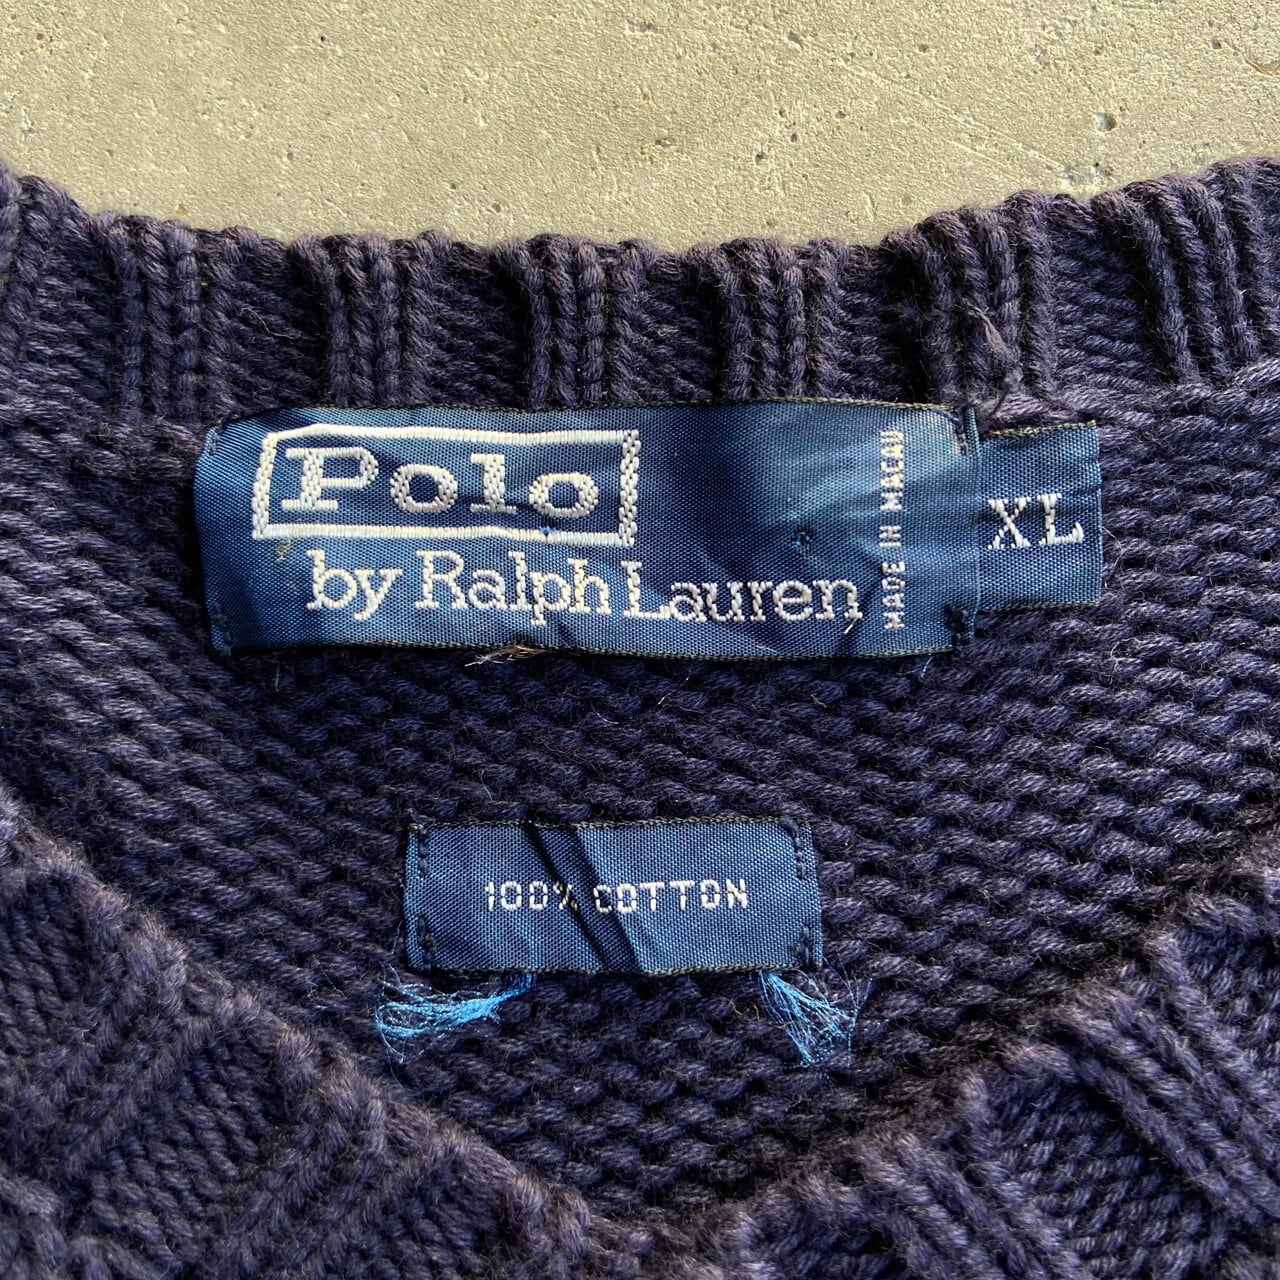 Polo
by Ralph Lauren
MADE IN MACAU
XL
100% COTTON